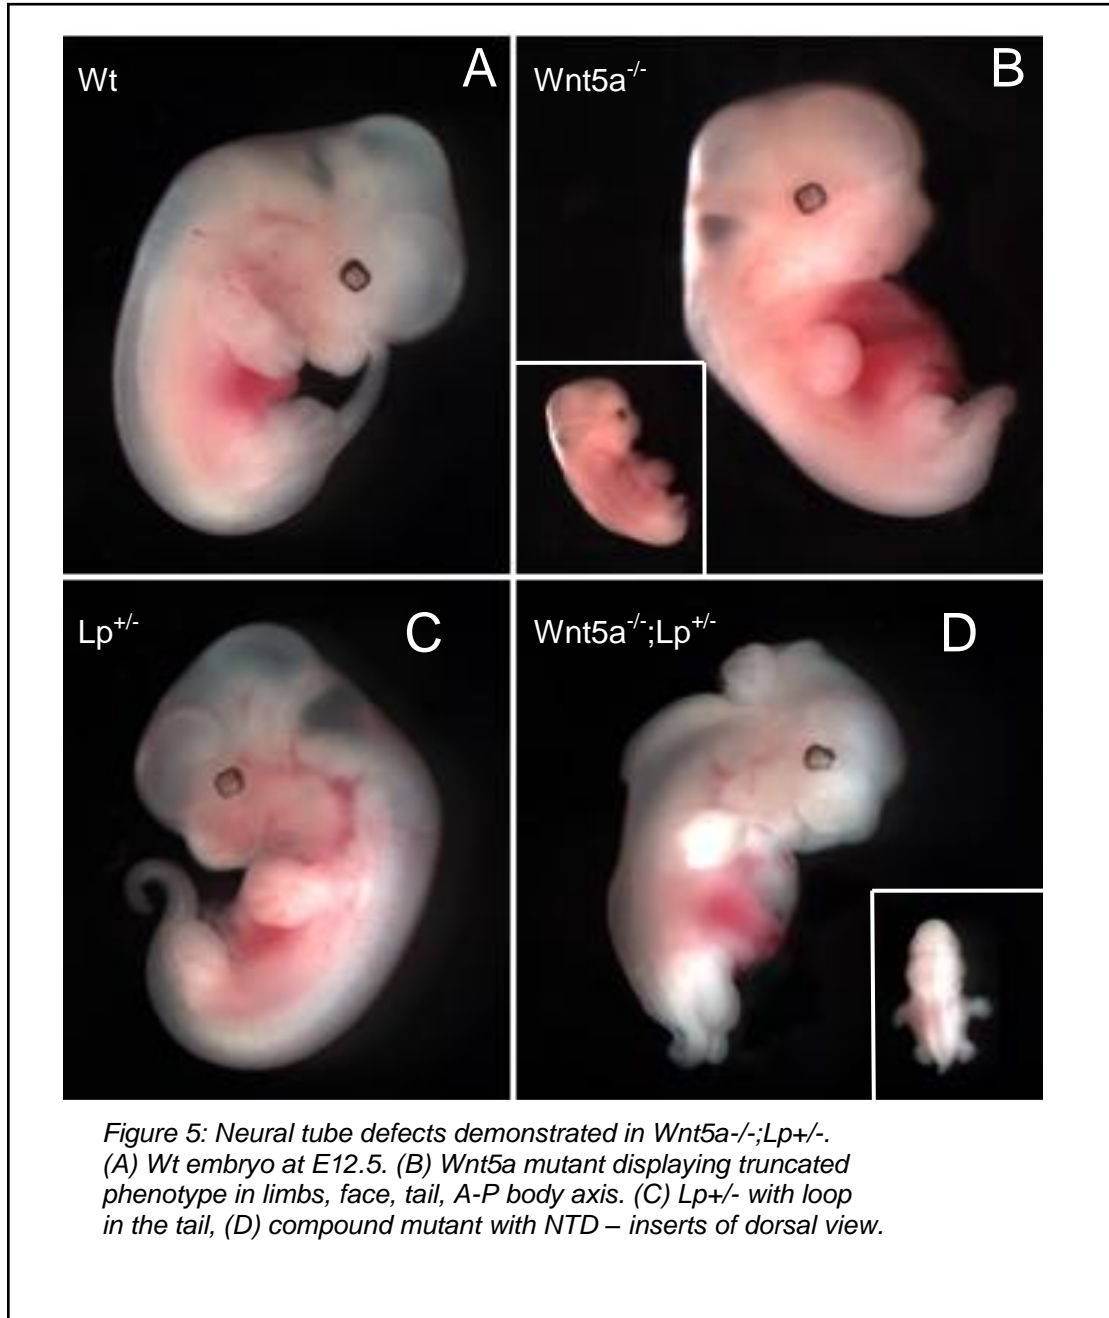 Wt
A
Wnt5a-/-
B
Lp+/-
C
Wnt5a-/-;Lp+/-
D
Figure 5: Neural tube defects demonstrated in Wnt5a-/-;Lp+/-.
(A) Wt embryo at E12.5. (B) Wnt5a mutant displaying truncated
phenotype in limbs, face, tail, A-P body axis. (C) Lp+/- with loop
in the tail, (D) compound mutant with NTD – inserts of dorsal view.